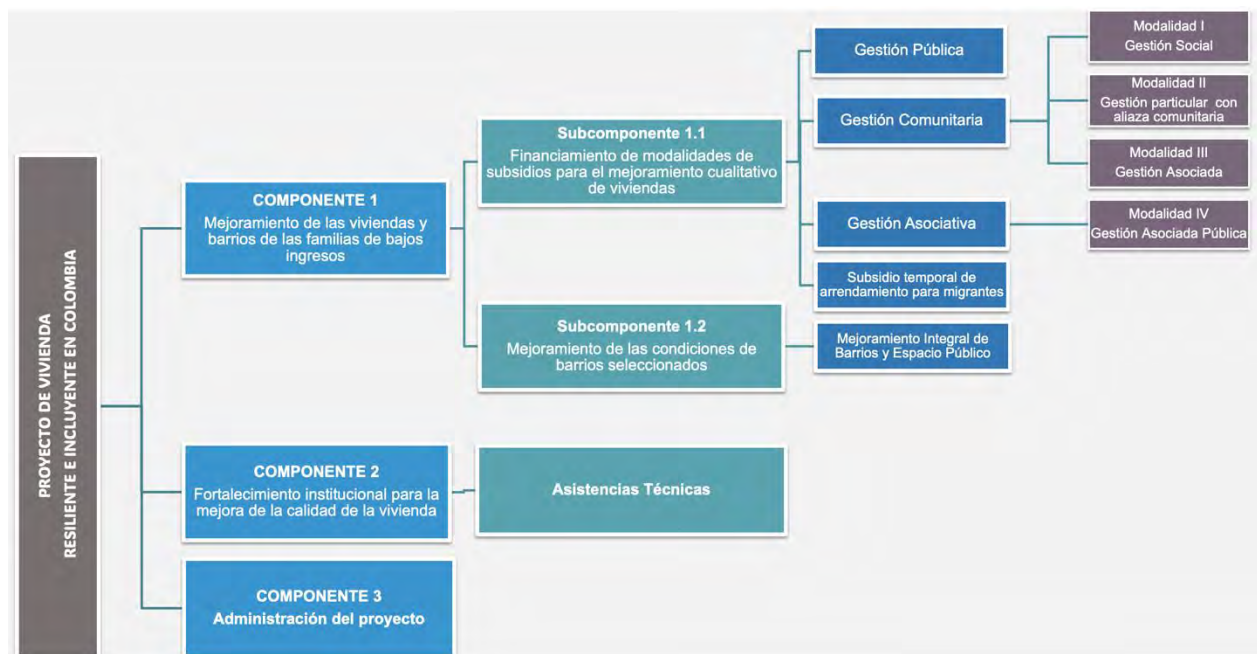 PROYECTO DE VIVIENDA
RESILIENTE E INCLUYENTE EN COLOMBIA
COMPONENTE 1
Mejoramiento de las viviendas y
barrios de las familias de bajos
ingresos
Subcomponente 1.1
Financiamiento de modalidades de
subsidios para el mejoramiento cualitativo
de viviendas
Gestión Pública
Gestión Comunitaria
Modalidad I
Gestión Social
Modalidad II
Gestión particular con
aliaza comunitaria
Modalidad III
Gestión Asociada
Gestión Asociativa
Modalidad IV
Gestión Asociada Pública
Subsidio temporal de
arrendamiento para migrantes
Subcomponente 1.2
Mejoramiento de las condiciones de
barrios seleccionados
Mejoramiento Integral de
Barrios y Espacio Público
COMPONENTE 2
Fortalecimiento institucional para la
mejora de la calidad de la vivienda
Asistencias Técnicas
COMPONENTE 3
Administración del proyecto